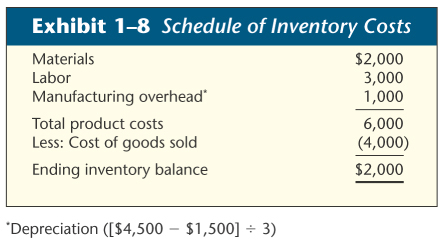 Exhibit 1–8 Schedule of Inventory Costs
Materials $2,000
Labor 3,000
Manufacturing overhead* 1,000
Total product costs 6,000
Less: Cost of goods sold (4,000)
Ending inventory balance $2,000
*Depreciation ([$4,500 − $1,500] ÷ 3)